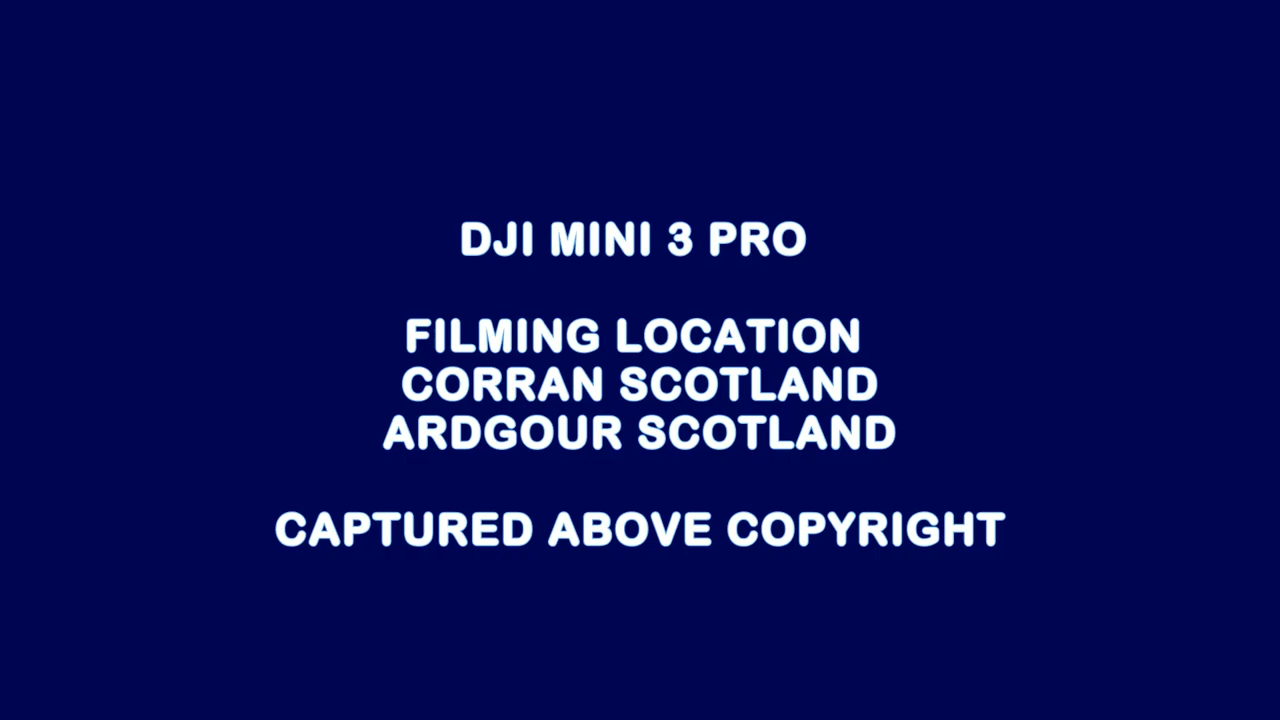 DJI MINI 3 PRO
FILMING LOCATION
CORRAN SCOTLAND
ARDGOUR SCOTLAND
CAPTURED ABOVE COPYRIGHT